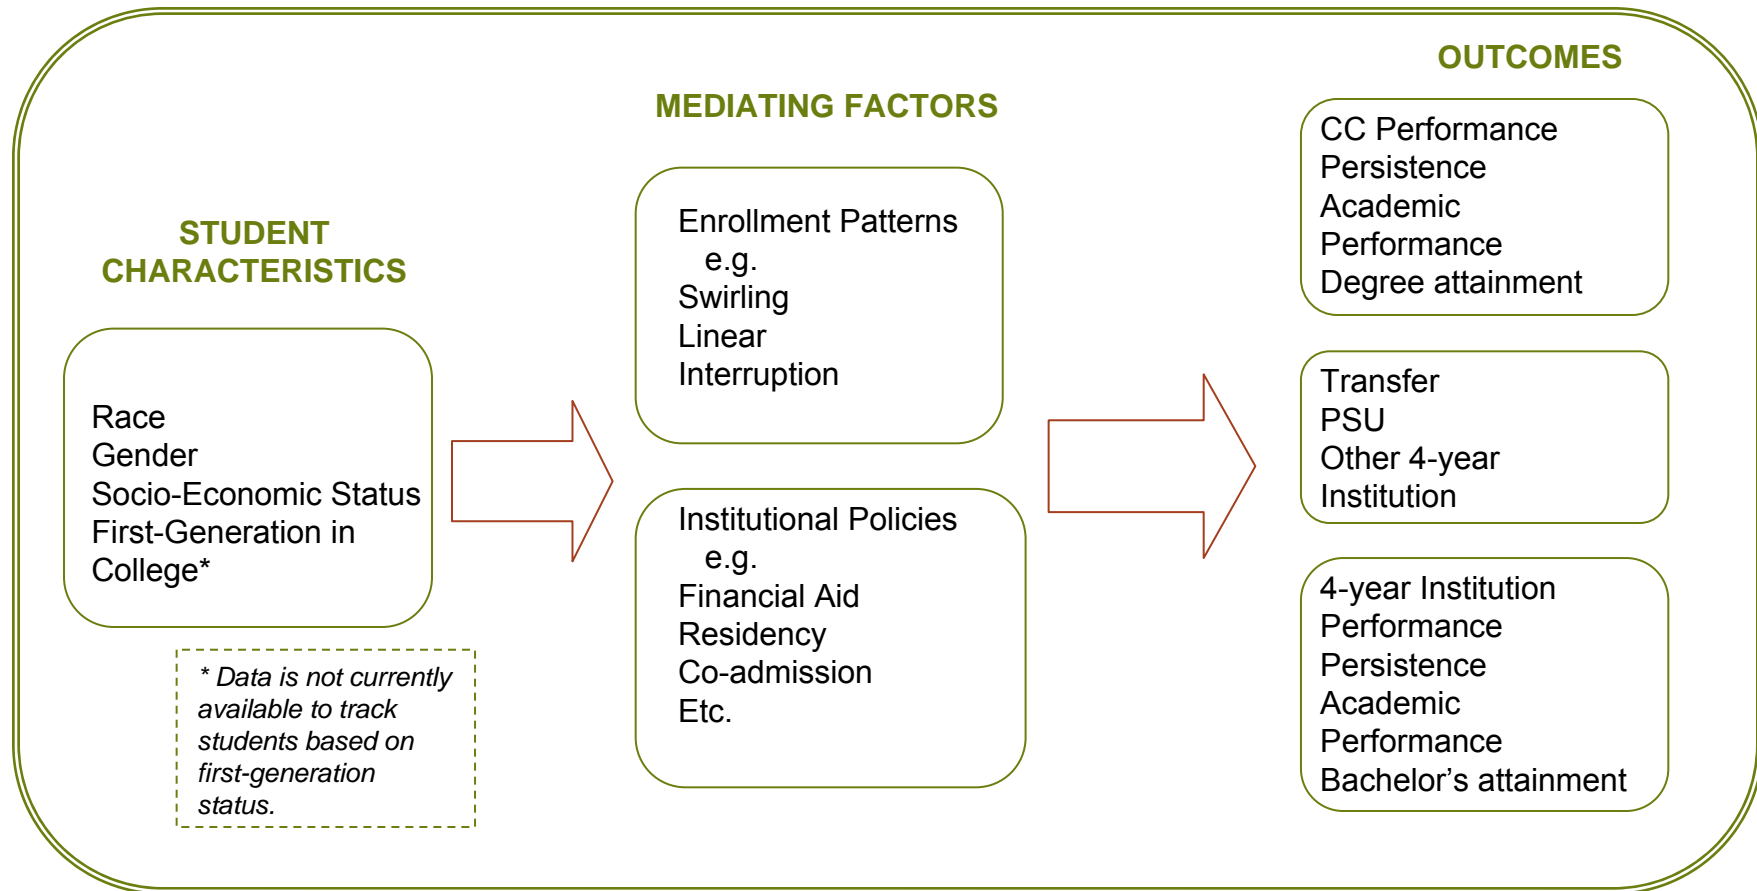 STUDENT
CHARACTERISTICS
Race
Gender
Socio-Economic Status
First-Generation in
College*
* Data is not currently
available to track
students based on
first-generation
status.
MEDIATING FACTORS
Enrollment Patterns
e.g.
Swirling
Linear
Interruption
Institutional Policies
e.g.
Financial Aid
Residency
Co-admission
Etc.
OUTCOMES
CC Performance
Persistence
Academic
Performance
Degree attainment
Transfer
PSU
Other 4-year
Institution
4-year Institution
Performance
Persistence
Academic
Performance
Bachelor’s attainment